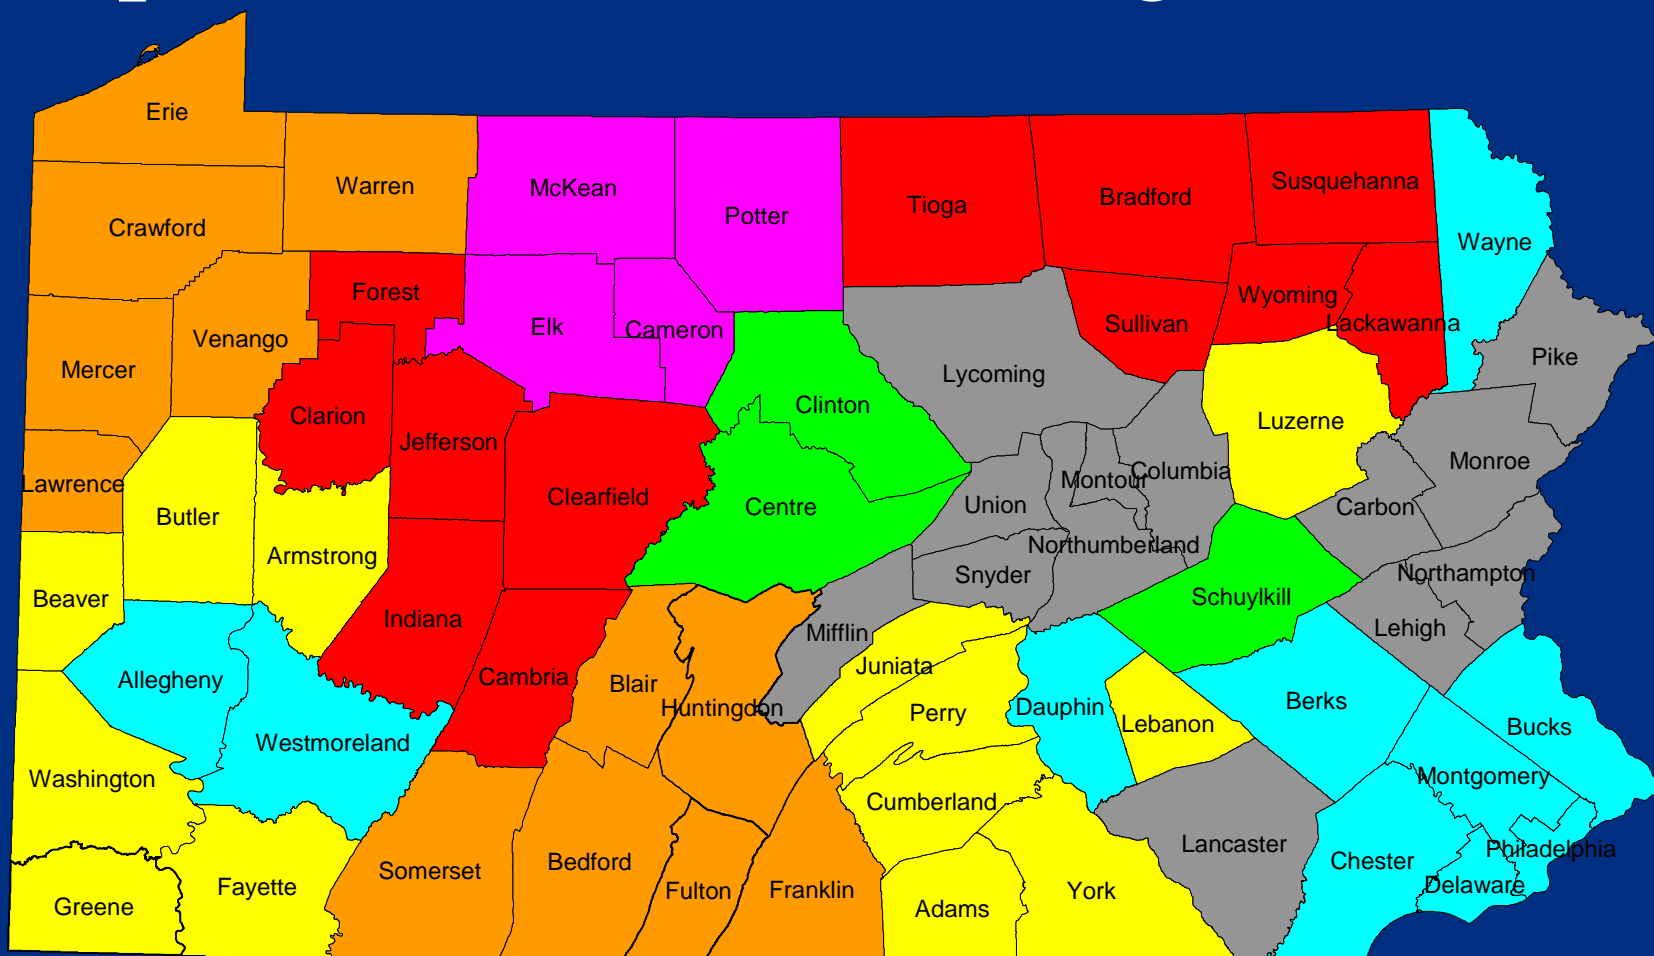 Erie
Warren
McKean
Potter
Tioga
Bradford
Susquehanna
Wayne
Crawford
Forest
Venango
Elk
Cameron
Sullivan
Wyoming
Lackawanna
Mercer
Pike
Clarion
Jefferson
Clinton
Lycoming
Luzerne
Lawrence
Butler
Clearfield
Centre
Union
Montour
Columbia
Monroe
Carbon
Armstrong
Northumberland
Snyder
Northampton
Beaver
Indiana
Schuylkill
Mifflin
Lehigh
Allegheny
Cambria
Blair
Juniata
Huntingdon
Perry
Dauphin
Lebanon
Berks
Bucks
Westmoreland
Washington
Cumberland
Montgomery
Lancaster
Philadelphia
Somerset
Bedford
Chester
Delaware
Fayette
Fulton
Franklin
York
Greene
Adams